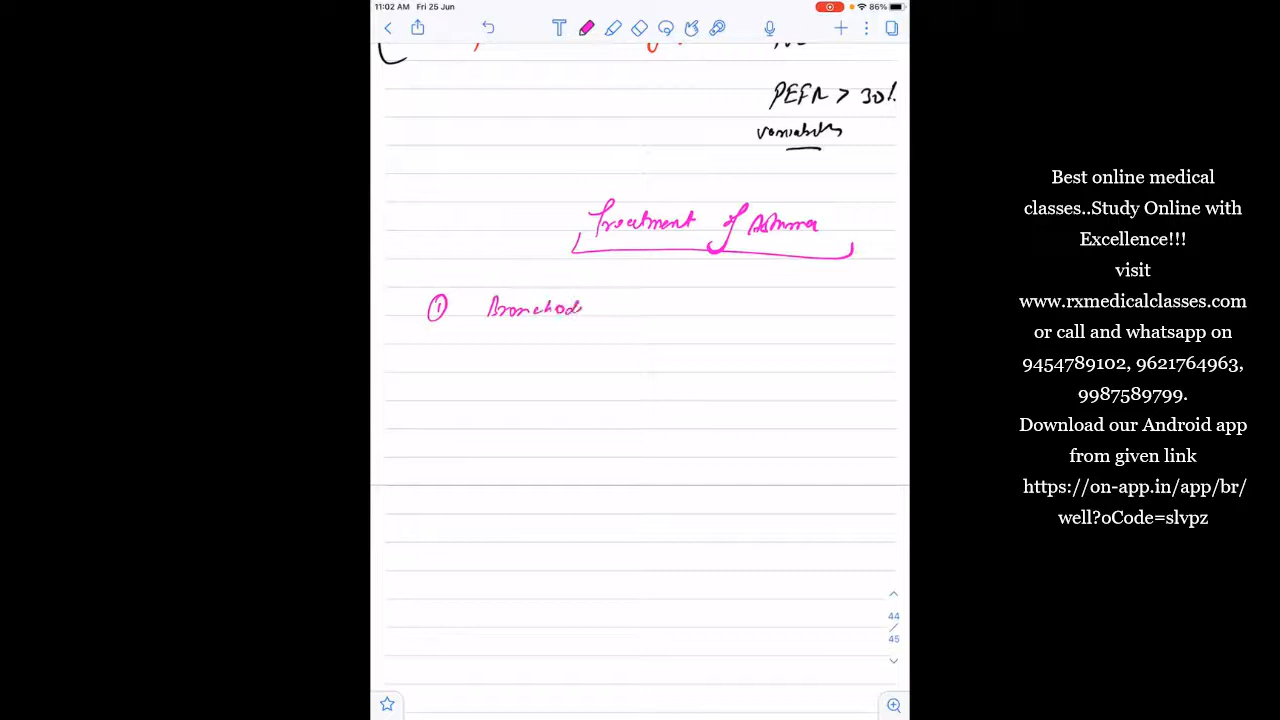 11:02 AM Fri 25 Jun
86%
PEFR > 30%
variability
Treatment of Asthma
① Bronchod
44
/
45
Best online medical
classes..Study Online with
Excellence!!!
visit
www.rxmedicalclasses.com
or call and whatsapp on
9454789102, 9621764963,
9987589799.
Download our Android app
from given link
https://on-app.in/app/br/
well?oCode=slvpz